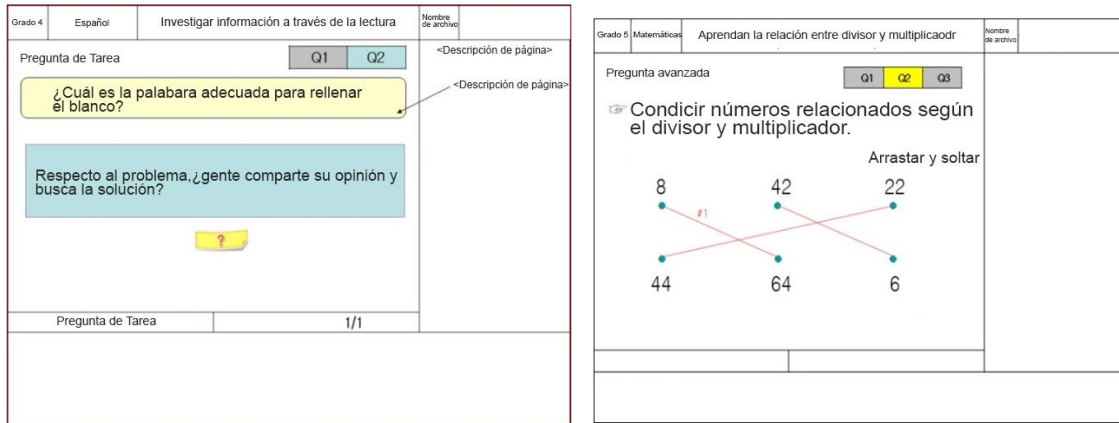 Grado 4
Español
Investigar información a través de la lectura
Nombre
de archivo
Pregunta de Tarea
Q1
Q2
<Descripción de página>
<Descripción de página>
¿Cuál es la palabara adecuada para rellenar
el blanco?
Respecto al problema,¿gente comparte su opinión y
busca la solución?
?
Pregunta de Tarea
1/1
Grado 5
Matemáticas
Aprendan la relación entre divisor y multiplicaodr
Nombre
de archivo
Pregunta avanzada
Q1
Q2
Q3
☞ Condicir números relacionados según
el divisor y multiplicador.
Arrastar y soltar
8 42 22
#1
44 64 6